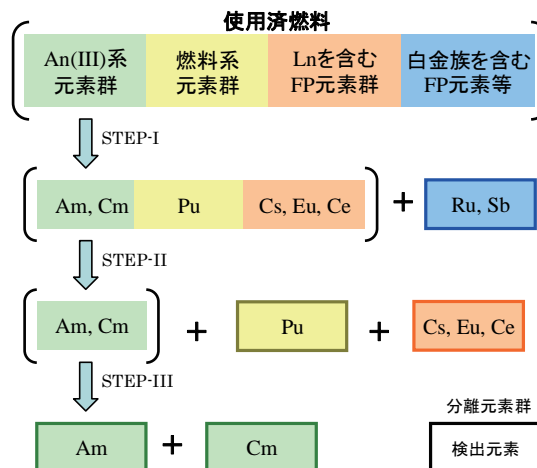 使用済燃料
An(III)系
元素群
燃料系
元素群
Lnを含む
FP元素群
白金族を含む
FP元素等
STEP-I
Am, Cm
Pu
Cs, Eu, Ce
+
Ru, Sb
STEP-II
Am, Cm
+
Pu
+
Cs, Eu, Ce
STEP-III
分離元素群
Am
+
Cm
検出元素